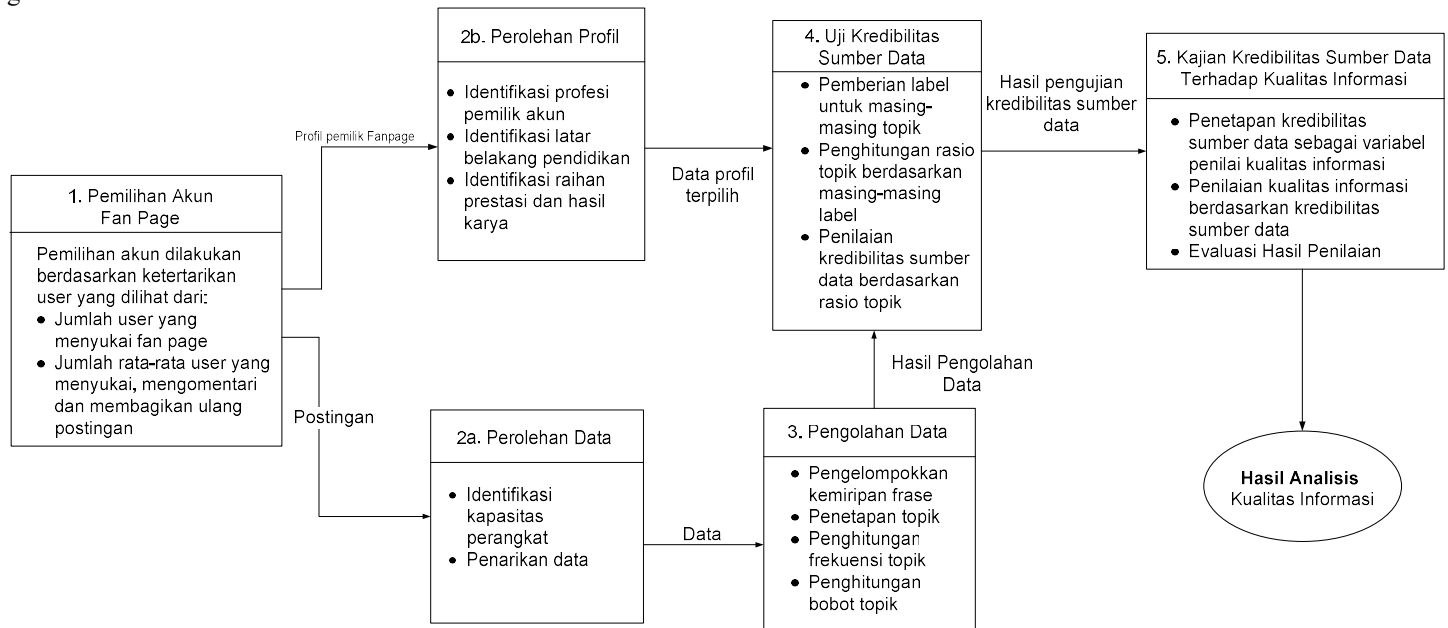 g
1. Pemilihan Akun
Fan Page
Pemilihan akun dilakukan
berdasarkan ketertarikan
user yang dilihat dari:
• Jumlah user yang
menyukai fan page
• Jumlah rata-rata user yang
menyukai, mengomentari
dan membagikan ulang
postingan
Profil pemilik Fanpage
Postingan
2b. Perolehan Profil
• Identifikasi profesi
pemilik akun
• Identifikasi latar
belakang pendidikan
• Identifikasi raihan
prestasi dan hasil
karya
2a. Perolehan Data
• Identifikasi
kapasitas
perangkat
• Penarikan data
Data profil
terpilih
Data
3. Pengolahan Data
• Pengelompokkan
kemiripan frase
• Penetapan topik
• Penghitungan
frekuensi topik
• Penghitungan
bobot topik
Hasil Pengolahan
Data
4. Uji Kredibilitas
Sumber Data
• Pemberian label
untuk masing-
masing topik
• Penghitungan rasio
topik berdasarkan
masing-masing
label
• Penilaian
kredibilitas sumber
data berdasarkan
rasio topik
Hasil pengujian
kredibilitas sumber
data
5. Kajian Kredibilitas Sumber Data
Terhadap Kualitas Informasi
• Penetapan kredibilitas
sumber data sebagai variabel
penilai kualitas informasi
• Penilaian kualitas informasi
berdasarkan kredibilitas
sumber data
• Evaluasi Hasil Penilaian
Hasil Analisis
Kualitas Informasi